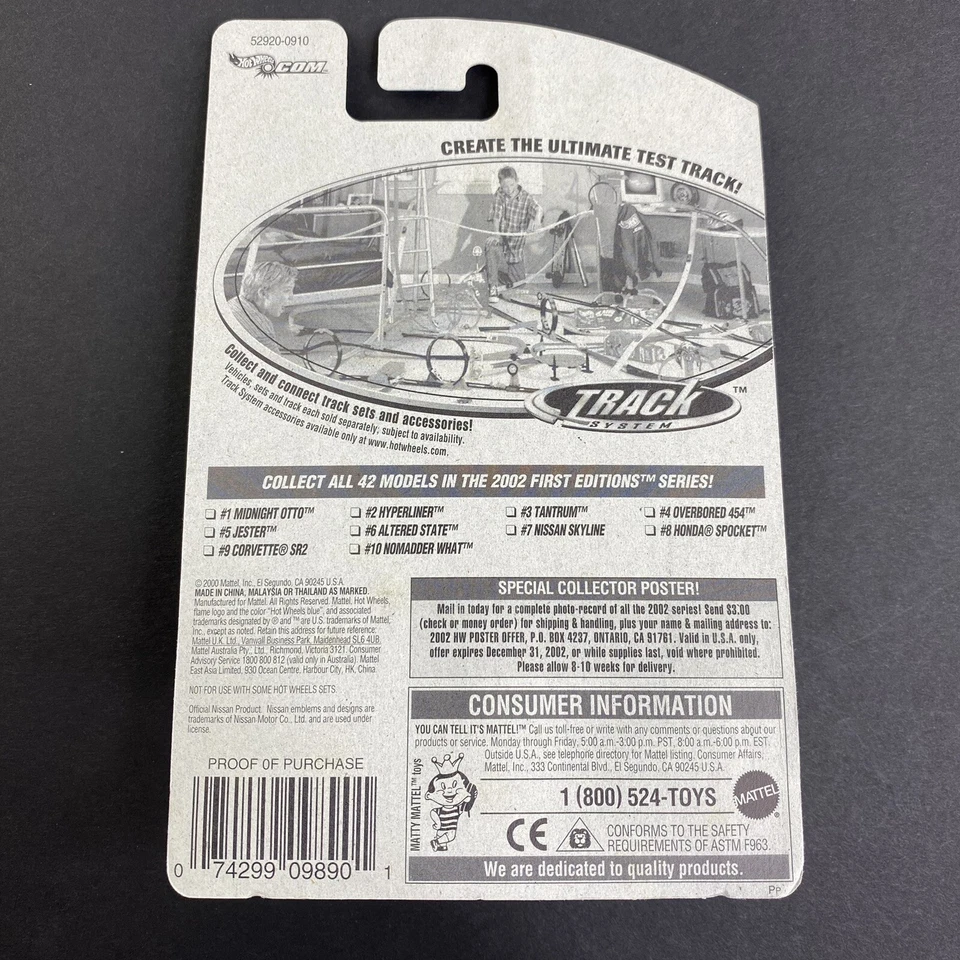 52920-0910
Hot Wheels .COM
CREATE THE ULTIMATE TEST TRACK!
Collect and connect track sets and accessories!
Vehicles, sets and track each sold separately; subject to availability.
Track System accessories available only at www.hotwheels.com.
TRACK ™
SYSTEM
COLLECT ALL 42 MODELS IN THE 2002 FIRST EDITIONS™ SERIES!
❏ #1 MIDNIGHT OTTO™ ❏ #2 HYPERLINER™ ❏ #3 TANTRUM™ ❏ #4 OVERBORED 454™
❏ #5 JESTER™ ❏ #6 ALTERED STATE™ ❏ #7 NISSAN SKYLINE ❏ #8 HONDA® SPOCKET™
❏ #9 CORVETTE® SR2 ❏ #10 NOMADDER WHAT™
© 2000 Mattel, Inc., El Segundo, CA 90245 U.S.A.
MADE IN CHINA, MALAYSIA OR THAILAND AS MARKED.
Manufactured for Mattel. All Rights Reserved. Mattel, Hot Wheels,
flame logo and the color "Hot Wheels blue", and associated
trademarks designated by ® and ™ are U.S. trademarks of Mattel,
Inc., except as noted. Retain this address for future reference:
Mattel U.K. Ltd., Vanwall Business Park, Maidenhead SL6 4UB.
Mattel Australia Pty., Ltd., Richmond, Victoria 3121. Consumer
Advisory Service 1800 800 812 (valid only in Australia). Mattel
East Asia Limited, 930 Ocean Centre, Harbour City, HK, China.
NOT FOR USE WITH SOME HOT WHEELS SETS.
Official Nissan Product. Nissan emblems and designs are
trademarks of Nissan Motor Co., Ltd. and are used under
license.
PROOF OF PURCHASE
0 74299 09890 1
SPECIAL COLLECTOR POSTER!
Mail in today for a complete photo-record of all the 2002 series! Send $3.00
(check or money order) for shipping & handling, plus your name & mailing address to:
2002 HW POSTER OFFER, P.O. BOX 4237, ONTARIO, CA 91761. Valid in U.S.A. only,
offer expires December 31, 2002, or while supplies last, void where prohibited.
Please allow 8-10 weeks for delivery.
CONSUMER INFORMATION
YOU CAN TELL IT'S MATTEL!™ Call us toll-free or write with any comments or questions about our
products or service. Monday through Friday, 5:00 a.m.-3:00 p.m. PST, 8:00 a.m.-6:00 p.m. EST.
Outside U.S.A., see telephone directory for Mattel listing. Consumer Affairs,
Mattel, Inc., 333 Continental Blvd., El Segundo, CA 90245 U.S.A.
MATTY MATTEL™ toys
1 (800) 524-TOYS
MATTEL ®
CE
CONFORMS TO THE SAFETY
REQUIREMENTS OF ASTM F963.
We are dedicated to quality products.
PP